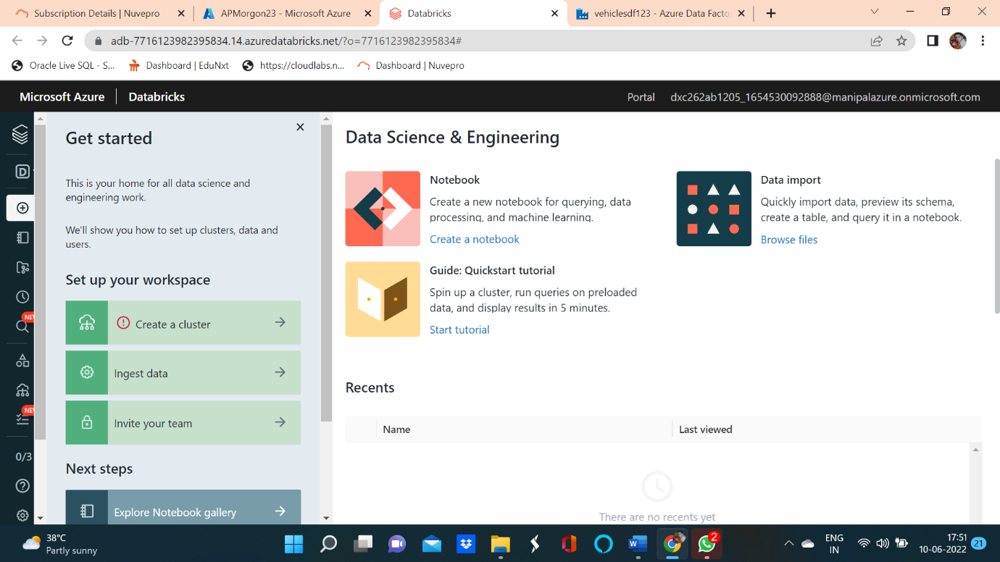 Subscription Details | Nuvepro
APMorgon23 - Microsoft Azure
Databricks
vehiclesdf123 - Azure Data Facto
adb-7716123982395834.14.azuredatabricks.net/?o=7716123982395834#
Oracle Live SQL - S...
Dashboard | EduNxt
https://cloudlabs.n...
Dashboard | Nuvepro
Microsoft Azure
Databricks
Portal
dxc262ab1205_1654530092888@manipalazure.onmicrosoft.com
Get started
This is your home for all data science and
engineering work.
We'll show you how to set up clusters, data and
users.
Set up your workspace
Create a cluster
Ingest data
Invite your team
Next steps
Explore Notebook gallery
D
NEW
NEW
0/3
Data Science & Engineering
Notebook
Create a new notebook for querying, data
processing, and machine learning.
Create a notebook
Data import
Quickly import data, preview its schema,
create a table, and query it in a notebook.
Browse files
Guide: Quickstart tutorial
Spin up a cluster, run queries on preloaded
data, and display results in 5 minutes.
Start tutorial
Recents
Name
Last viewed
There are no recents yet
38°C
Partly sunny
2
ENG
IN
17:51
10-06-2022
21